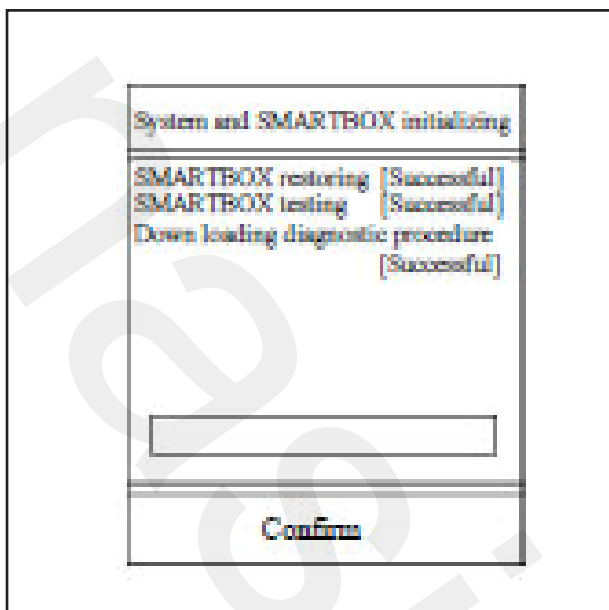 System and SMARTBOX initializing
SMARTBOX restoring [Successful]
SMARTBOX testing [Successful]
Down loading diagnostic procedure
[Successful]
Confirm